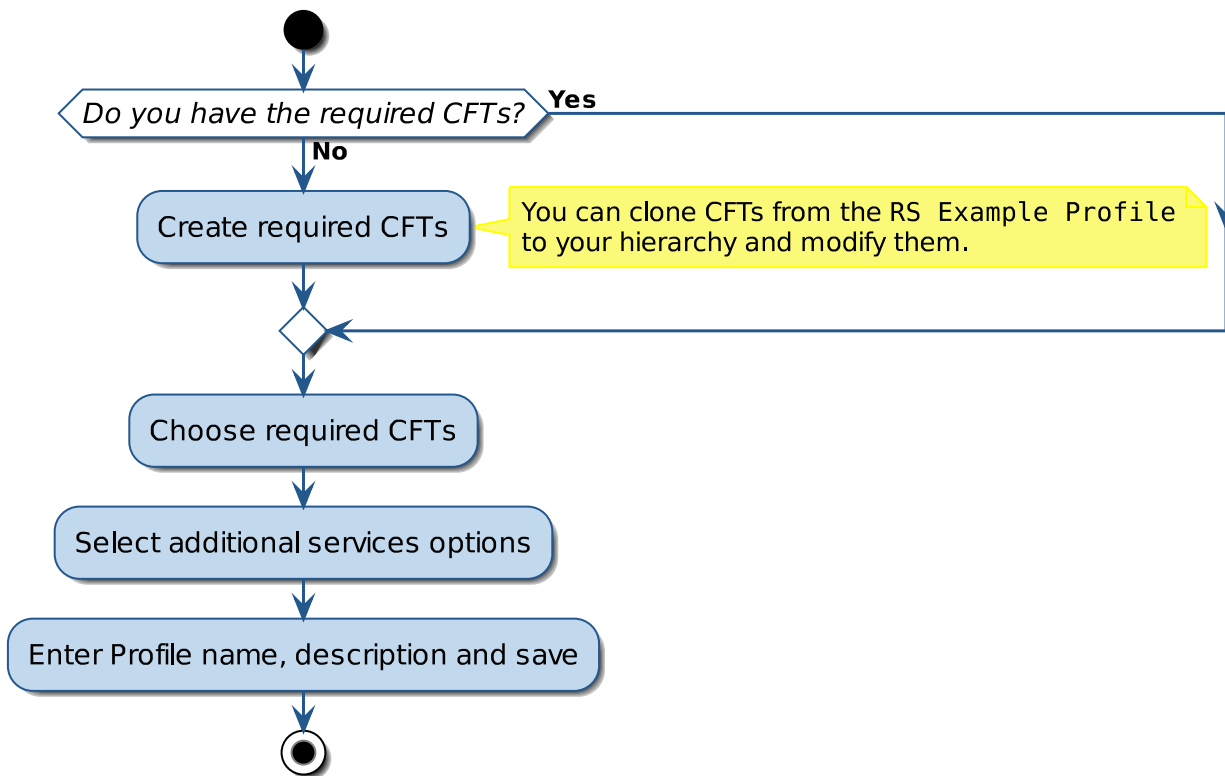 Do you have the required CFTs?
Yes
No
Create required CFTs
You can clone CFTs from the RS Example Profile
to your hierarchy and modify them.
Choose required CFTs
Select additional services options
Enter Profile name, description and save